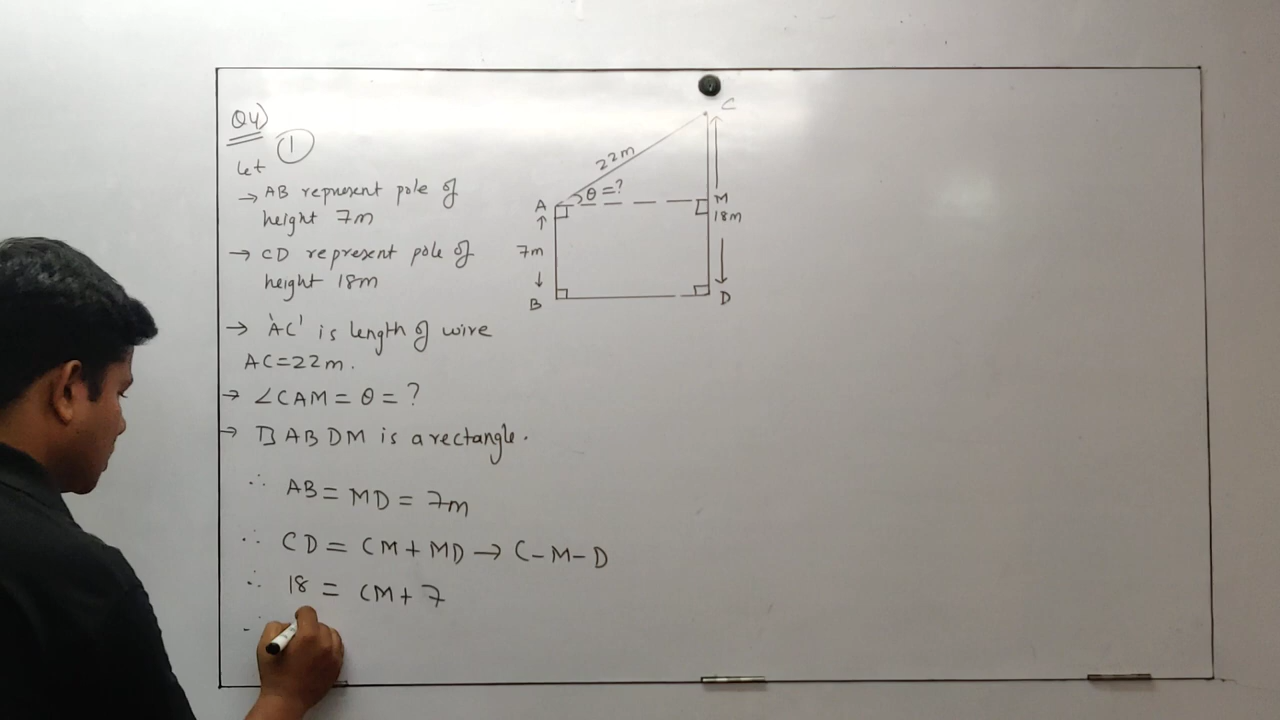 Q4)
1
Let
→ AB represent pole of
height 7m
→ CD represent pole of
height 18m
→ 'AC' is length of wire
AC=22m.
→ ∠CAM = θ = ?
→ ABDM is a rectangle.
∴ AB = MD = 7m
∴ CD = CM + MD → C-M-D
∴ 18 = CM + 7
C
22m
θ=?
A
M
18m
7m
B
D